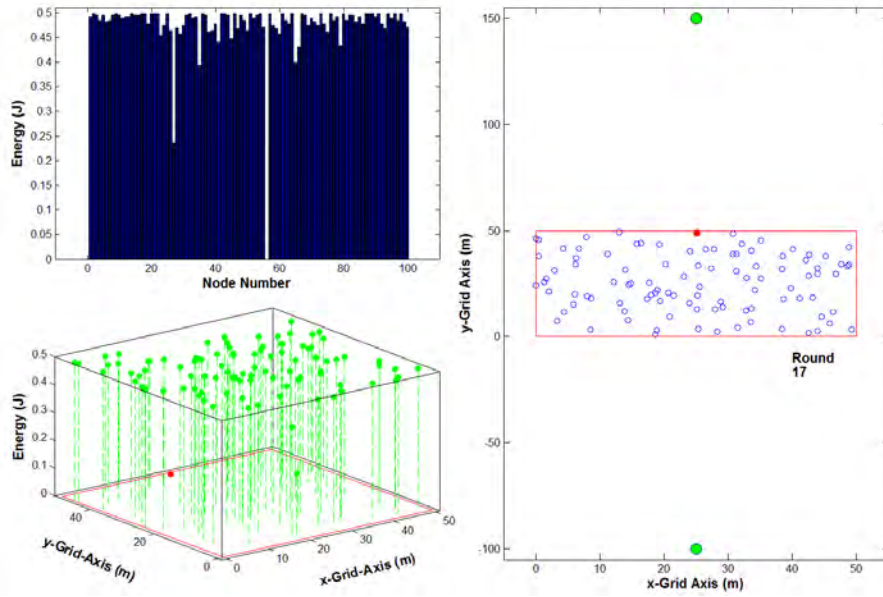 0.5
0.45
0.4
0.35
0.3
0.25
0.2
0.15
0.1
0.5
0
Energy (J)
0 20 40 60 80 100
Node Number
0.5
0.4
0.3
0.2
0.1
0
Energy (J)
40
20
0
y-Grid-Axis (m)
0 10 20 30 40 50
x-Grid-Axis (m)
150
100
50
0
-50
-100
y-Grid Axis (m)
Round
17
0 10 20 30 40 50
x-Grid Axis (m)